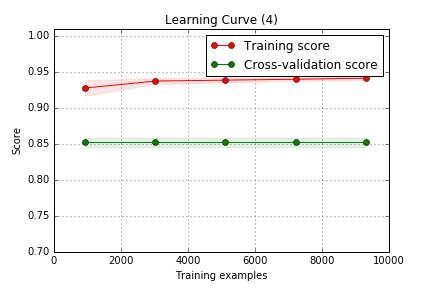 Learning Curve (4)
1.00
0.95
0.90
0.85
0.80
0.75
0.70
Score
Training score
Cross-validation score
0
2000
4000
6000
8000
10000
Training examples